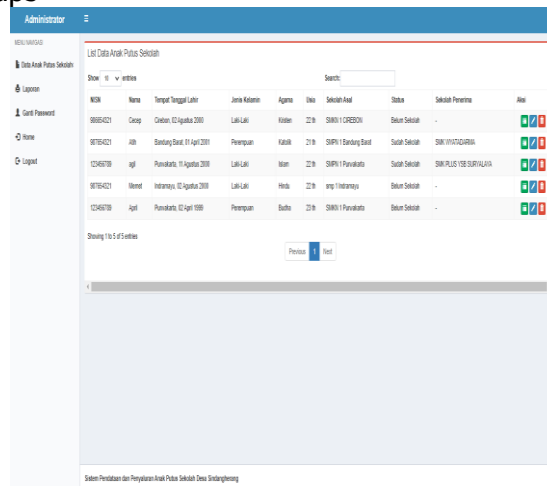 Administrator
MENU NAVIGASI
Data Anak Putus Sekolah
Laporan
Ganti Password
Home
Logout
List Data Anak Putus Sekolah
Show 10 entries Search:
NISN Nama Tempat Tanggal Lahir Jenis Kelamin Agama Usia Sekolah Asal Status Sekolah Penerima Aksi
986654321 Cecep Cirebon, 02 Agustus 2000 Laki-Laki Kristen 22 th SMKN 1 CIREBON Belum Sekolah -
987654321 Bandung Barat, 01 April 2001 Perempuan Katolik 21 th SMPN 1 Bandung Barat Sudah Sekolah SMK WYATADARMA
123456789 agil Purwakarta, 11 Agustus 2000 Laki-Laki Islam 22 th SMPN 1 Purwakarta Sudah Sekolah SMK PLUS YSB SURYALAYA
987654321 Memet Indramayu, 02 Agustus 2000 Laki-Laki Hindu 22 th smp 1 indramayu Belum Sekolah -
123456789 April Purwakarta, 02 April 1999 Perempuan Budha 23 th SMKN 1 Purwakarta Belum Sekolah -
Showing 1 to 5 of 5 entries
Previous 1 Next
Sistem Pendataan dan Penyaluran Anak Putus Sekolah Desa Sindangherang